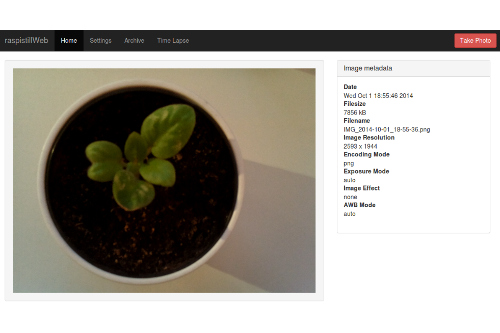 raspistillWeb Home Settings Archive Time Lapse Take Photo
Image metadata
Date
Wed Oct 1 18:55:46 2014
Filesize
7856 kB
Filename
IMG_2014-10-01_18-55-35.png
Image Resolution
2593 x 1944
Encoding Mode
png
Exposure Mode
auto
Image Effect
none
AWB Mode
auto